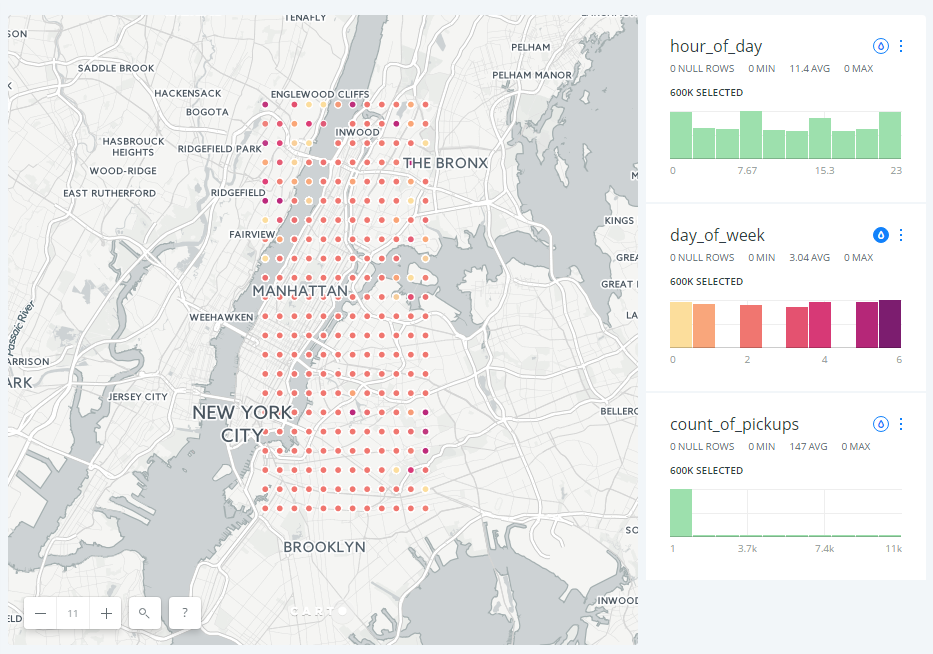 TENAFLY
SON
PELHAM
SADDLE BROOK
PELHAM MANOR
HACKENSACK
ENGLEWOOD CLIFFS
BOGOTA
INWOOD
HASBROUCK
HEIGHTS
RIDGEFIELD PARK
THE BRONX
WOOD-RIDGE
EAST RUTHERFORD
RIDGEFIELD
KINGS
FAIRVIEW
GREA
GREAT
MANHATTAN
WEEHAWKEN
LA
Passaic River
ARRISON
ARK
JERSEY CITY
NEW YORK
CITY
BELLERO
SO
BROOKLYN
INWOOD
ELD
11
?
CARTO
hour_of_day
0 NULL ROWS 0 MIN 11.4 AVG 0 MAX
600K SELECTED
0 7.67 15.3 23
day_of_week
0 NULL ROWS 0 MIN 3.04 AVG 0 MAX
600K SELECTED
0 2 4 6
count_of_pickups
0 NULL ROWS 0 MIN 147 AVG 0 MAX
600K SELECTED
1 3.7k 7.4k 11k